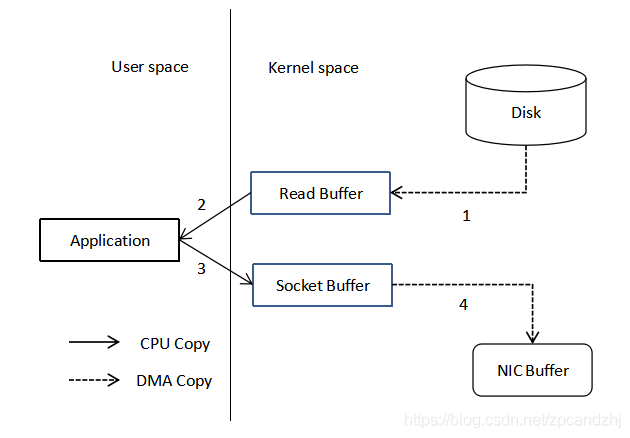 User space
Kernel space
Disk
Read Buffer
2
1
Application
3
Socket Buffer
4
CPU Copy
DMA Copy
NIC Buffer
https://blog.csdn.net/zpcandzhj